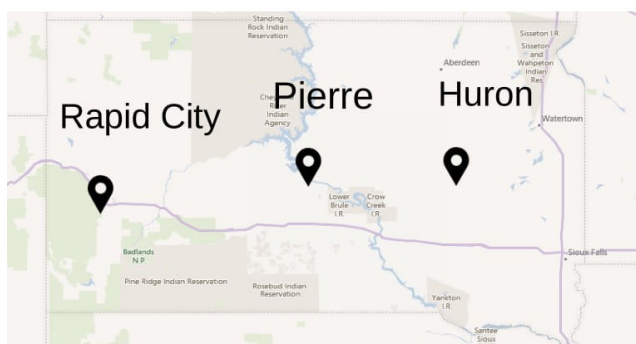 Standing
Rock Indian
Reservation
Sisseton I.R.
Sisseton
and
Wahpeton
Indian
Res.
Aberdeen
Pierre
Huron
Rapid City
River
Indian
Agency
Watertown
Lower
Brule
I.R.
Crow
Creek
I.R.
Badlands
N.P.
Sioux Falls
Pine Ridge Indian Reservation
Rosebud Indian
Reservation
Yankton
I.R.
Santee
Sioux